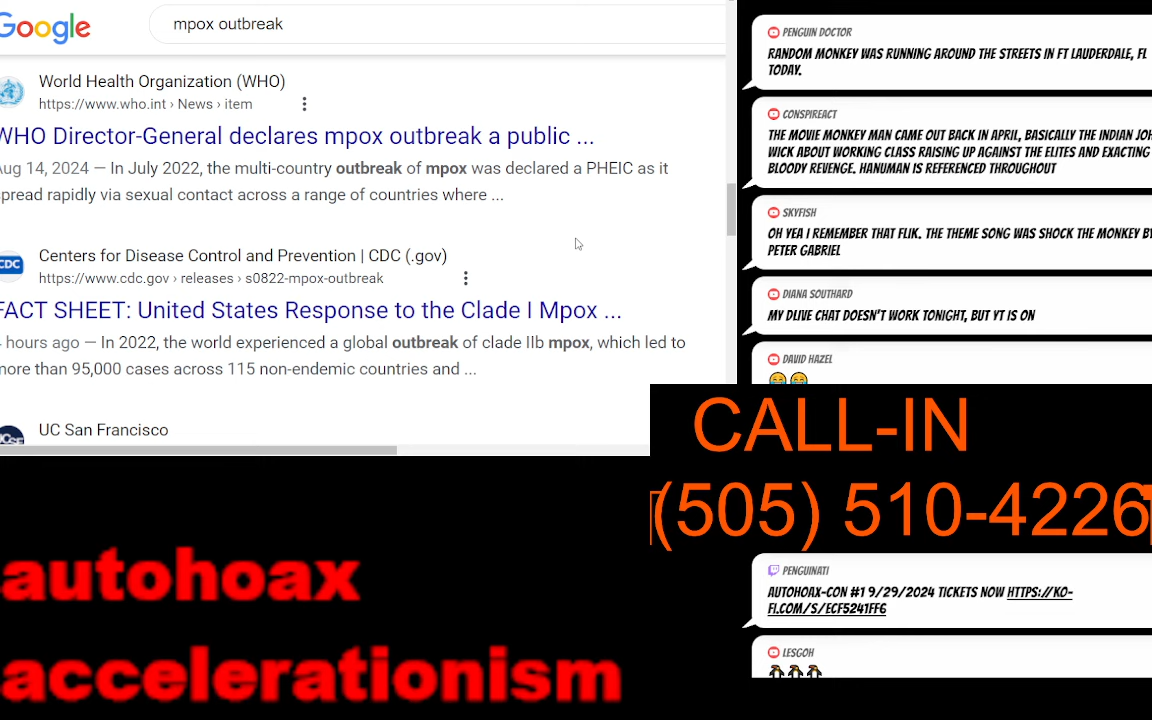 Google
mpox outbreak
World Health Organization (WHO)
https://www.who.int › News › item
WHO Director-General declares mpox outbreak a public ...
Aug 14, 2024 — In July 2022, the multi-country outbreak of mpox was declared a PHEIC as it
spread rapidly via sexual contact across a range of countries where ...
CDC
Centers for Disease Control and Prevention | CDC (.gov)
https://www.cdc.gov › releases › s0822-mpox-outbreak
FACT SHEET: United States Response to the Clade I Mpox ...
hours ago — In 2022, the world experienced a global outbreak of clade IIb mpox, which led to
more than 95,000 cases across 115 non-endemic countries and ...
UC San Francisco
PENGUIN DOCTOR
RANDOM MONKEY WAS RUNNING AROUND THE STREETS IN FT LAUDERDALE, FL
TODAY.
CONSPIREACT
THE MOVIE MONKEY MAN CAME OUT BACK IN APRIL, BASICALLY THE INDIAN JOH
WICK ABOUT WORKING CLASS RAISING UP AGAINST THE ELITES AND EXACTING
BLOODY REVENGE. HANUMAN IS REFERENCED THROUGHOUT
SKYFISH
OH YEA I REMEMBER THAT FLIK. THE THEME SONG WAS SHOCK THE MONKEY BY
PETER GABRIEL
DIANA SOUTHARD
MY DLIVE CHAT DOESN'T WORK TONIGHT, BUT YT IS ON
DAVID HAZEL
CALL-IN
(505) 510-4226
PENGUINATI
AUTOHOAX-CON #1 9/29/2024 TICKETS NOW HTTPS://KO-
FI.COM/S/ECF5241FF6
LESGOH
autohoax
accelerationism